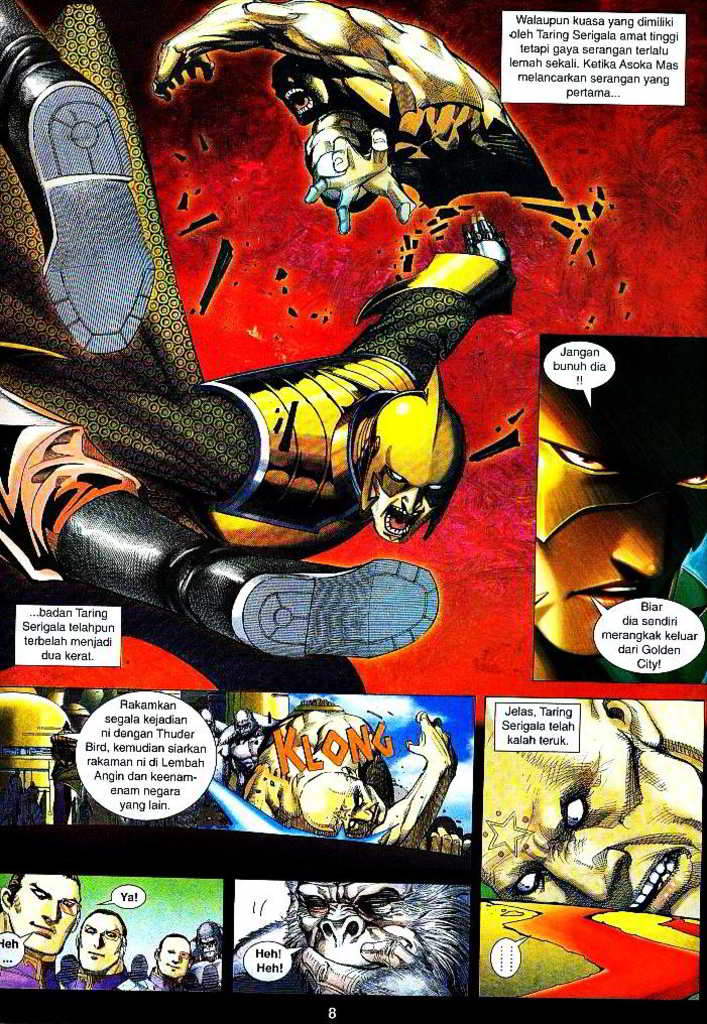 Walaupun kuasa yang dimiliki
oleh Taring Serigala amat tinggi
tetapi gaya serangan terlalu
lemah sekali. Ketika Asoka Mas
melancarkan serangan yang
pertama...
Jangan
bunuh dia
!!
Biar
dia sendiri
merangkak keluar
dari Golden
City!
...badan Taring
Serigala telahpun
terbelah menjadi
dua kerat.
Rakamkan
segala kejadian
ni dengan Thuder
Bird, kemudian siarkan
rakaman ni di Lembah
Angin dan keenam-
enam negara
yang lain.
KLONG
Jelas, Taring
Serigala telah
kalah teruk.
Heh
...
Ya!
Heh!
Heh!
8